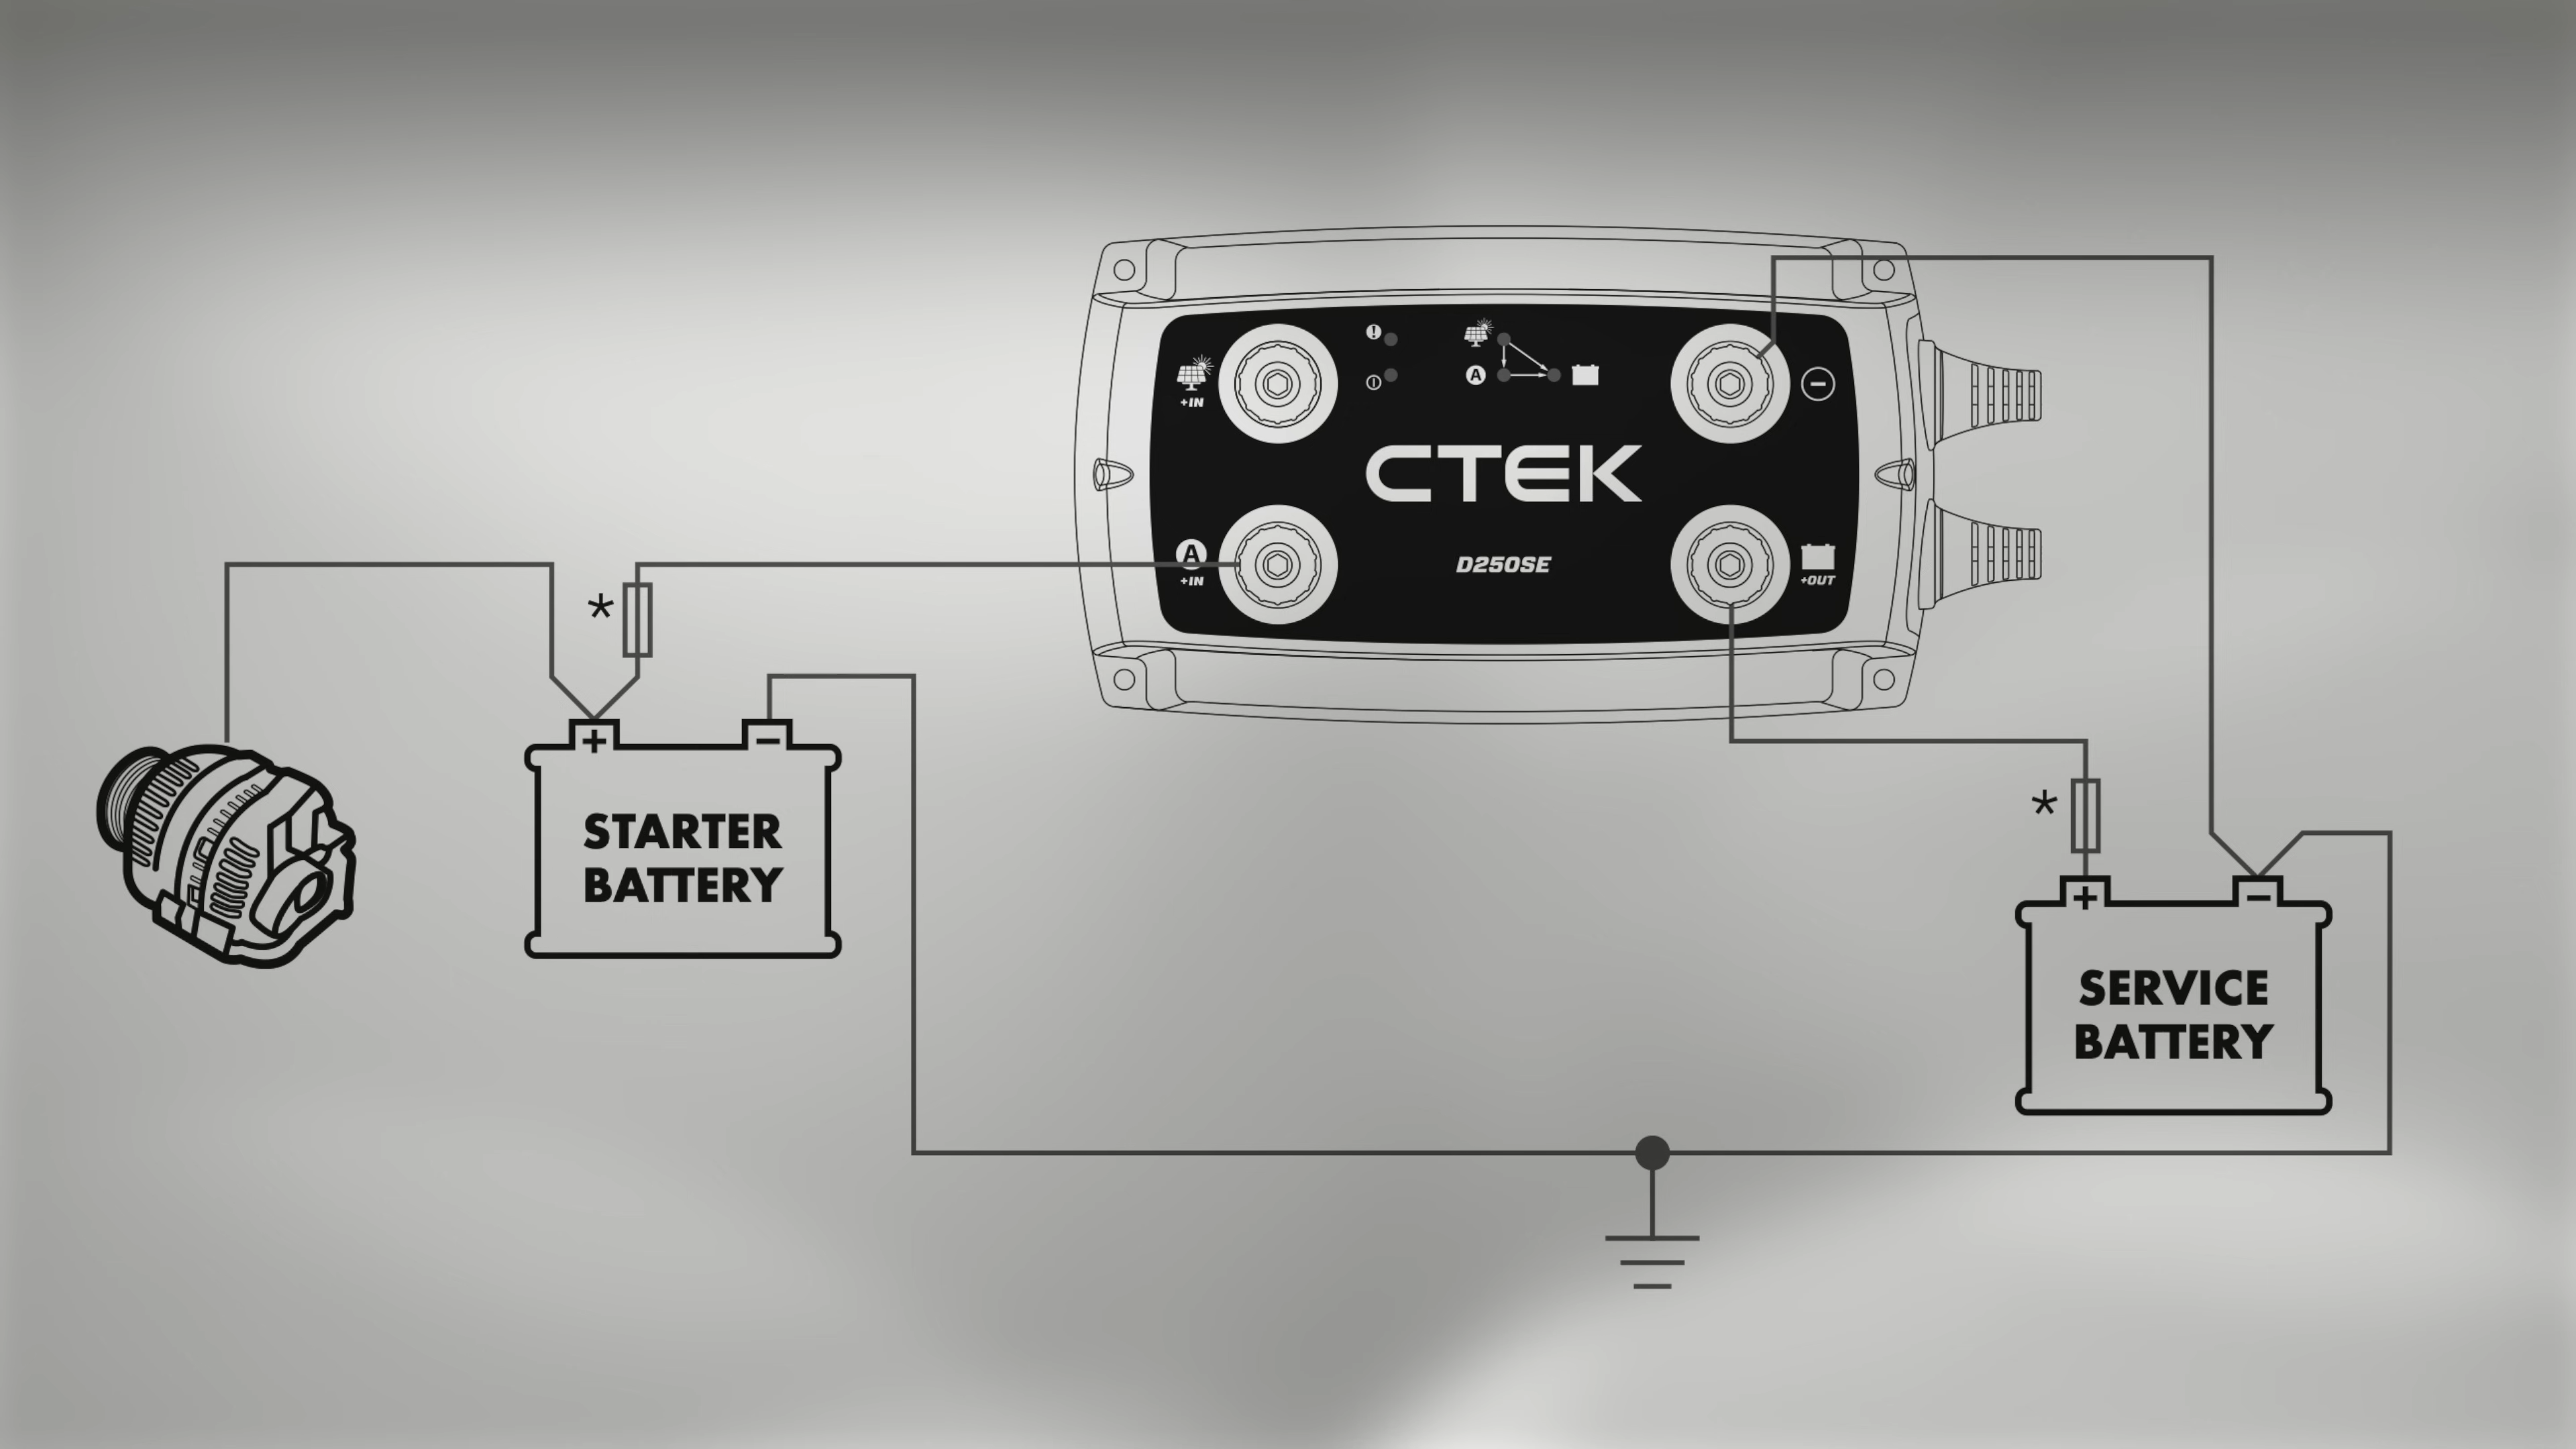 +IN
!
A
−
CTEK
A
+IN
D250SE
+OUT
*
+ −
STARTER
BATTERY
*
+ −
SERVICE
BATTERY